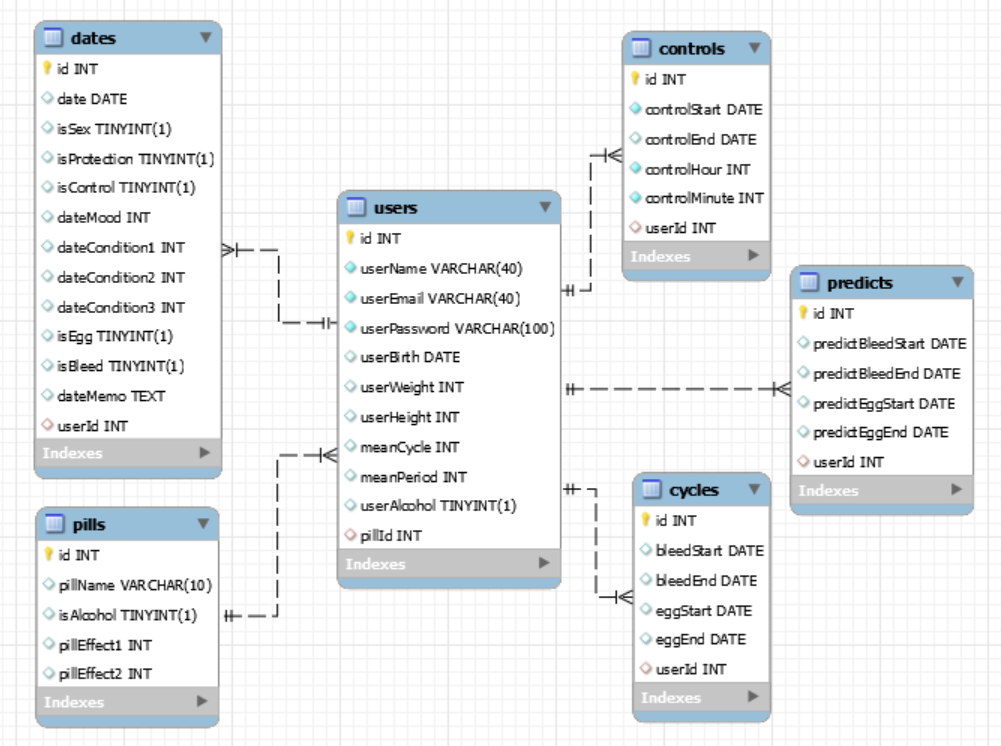 dates
id INT
date DATE
isSex TINYINT(1)
isProtection TINYINT(1)
isControl TINYINT(1)
dateMood INT
dateCondition1 INT
dateCondition2 INT
dateCondition3 INT
isEgg TINYINT(1)
isBleed TINYINT(1)
dateMemo TEXT
userId INT
Indexes
pills
id INT
pillName VARCHAR(10)
isAlcohol TINYINT(1)
pillEffect1 INT
pillEffect2 INT
Indexes
users
id INT
userName VARCHAR(40)
userEmail VARCHAR(40)
userPassword VARCHAR(100)
userBirth DATE
userWeight INT
userHeight INT
meanCycle INT
meanPeriod INT
userAlcohol TINYINT(1)
pillId INT
Indexes
controls
id INT
controlStart DATE
controlEnd DATE
controlHour INT
controlMinute INT
userId INT
Indexes
predicts
id INT
predictBleedStart DATE
predictBleedEnd DATE
predictEggStart DATE
predictEggEnd DATE
userId INT
Indexes
cycles
id INT
bleedStart DATE
bleedEnd DATE
eggStart DATE
eggEnd DATE
userId INT
Indexes